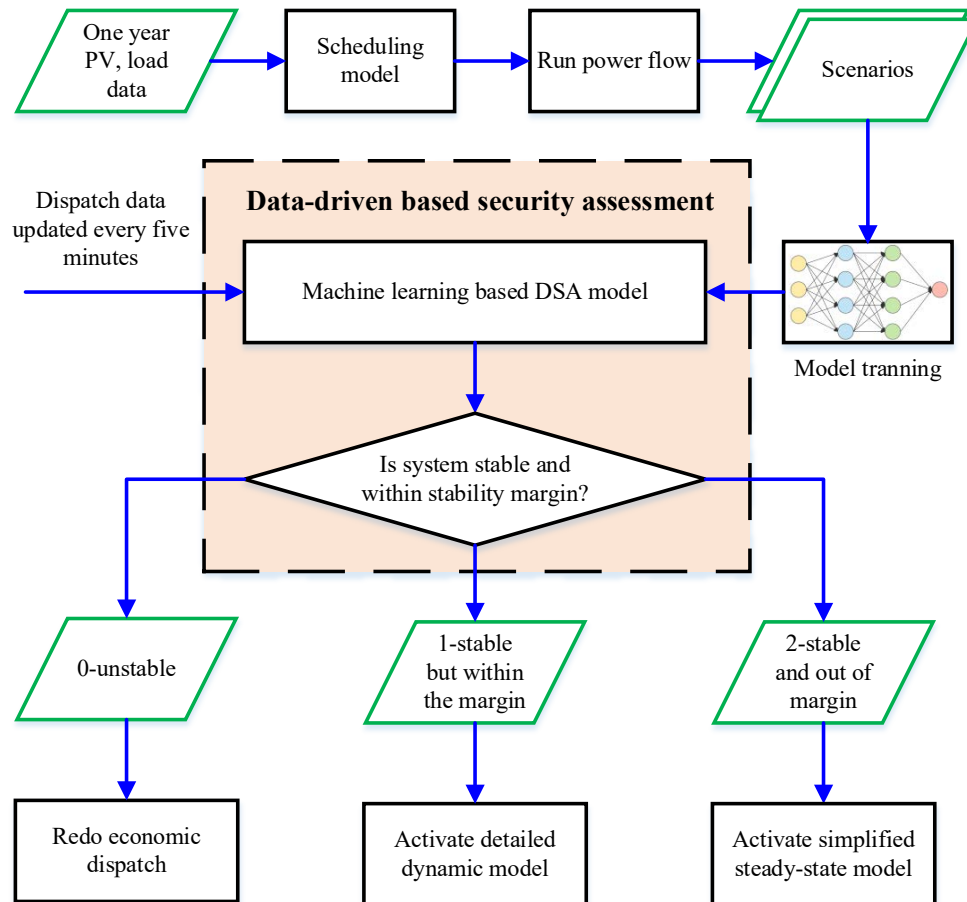 One year
PV, load
data
Scheduling
model
Run power flow
Scenarios
Data-driven based security assessment
Dispatch data
updated every five
minutes
Machine learning based DSA model
Model tranning
Is system stable and
within stability margin?
0-unstable
1-stable
but within
the margin
2-stable
and out of
margin
Redo economic
dispatch
Activate detailed
dynamic model
Activate simplified
steady-state model